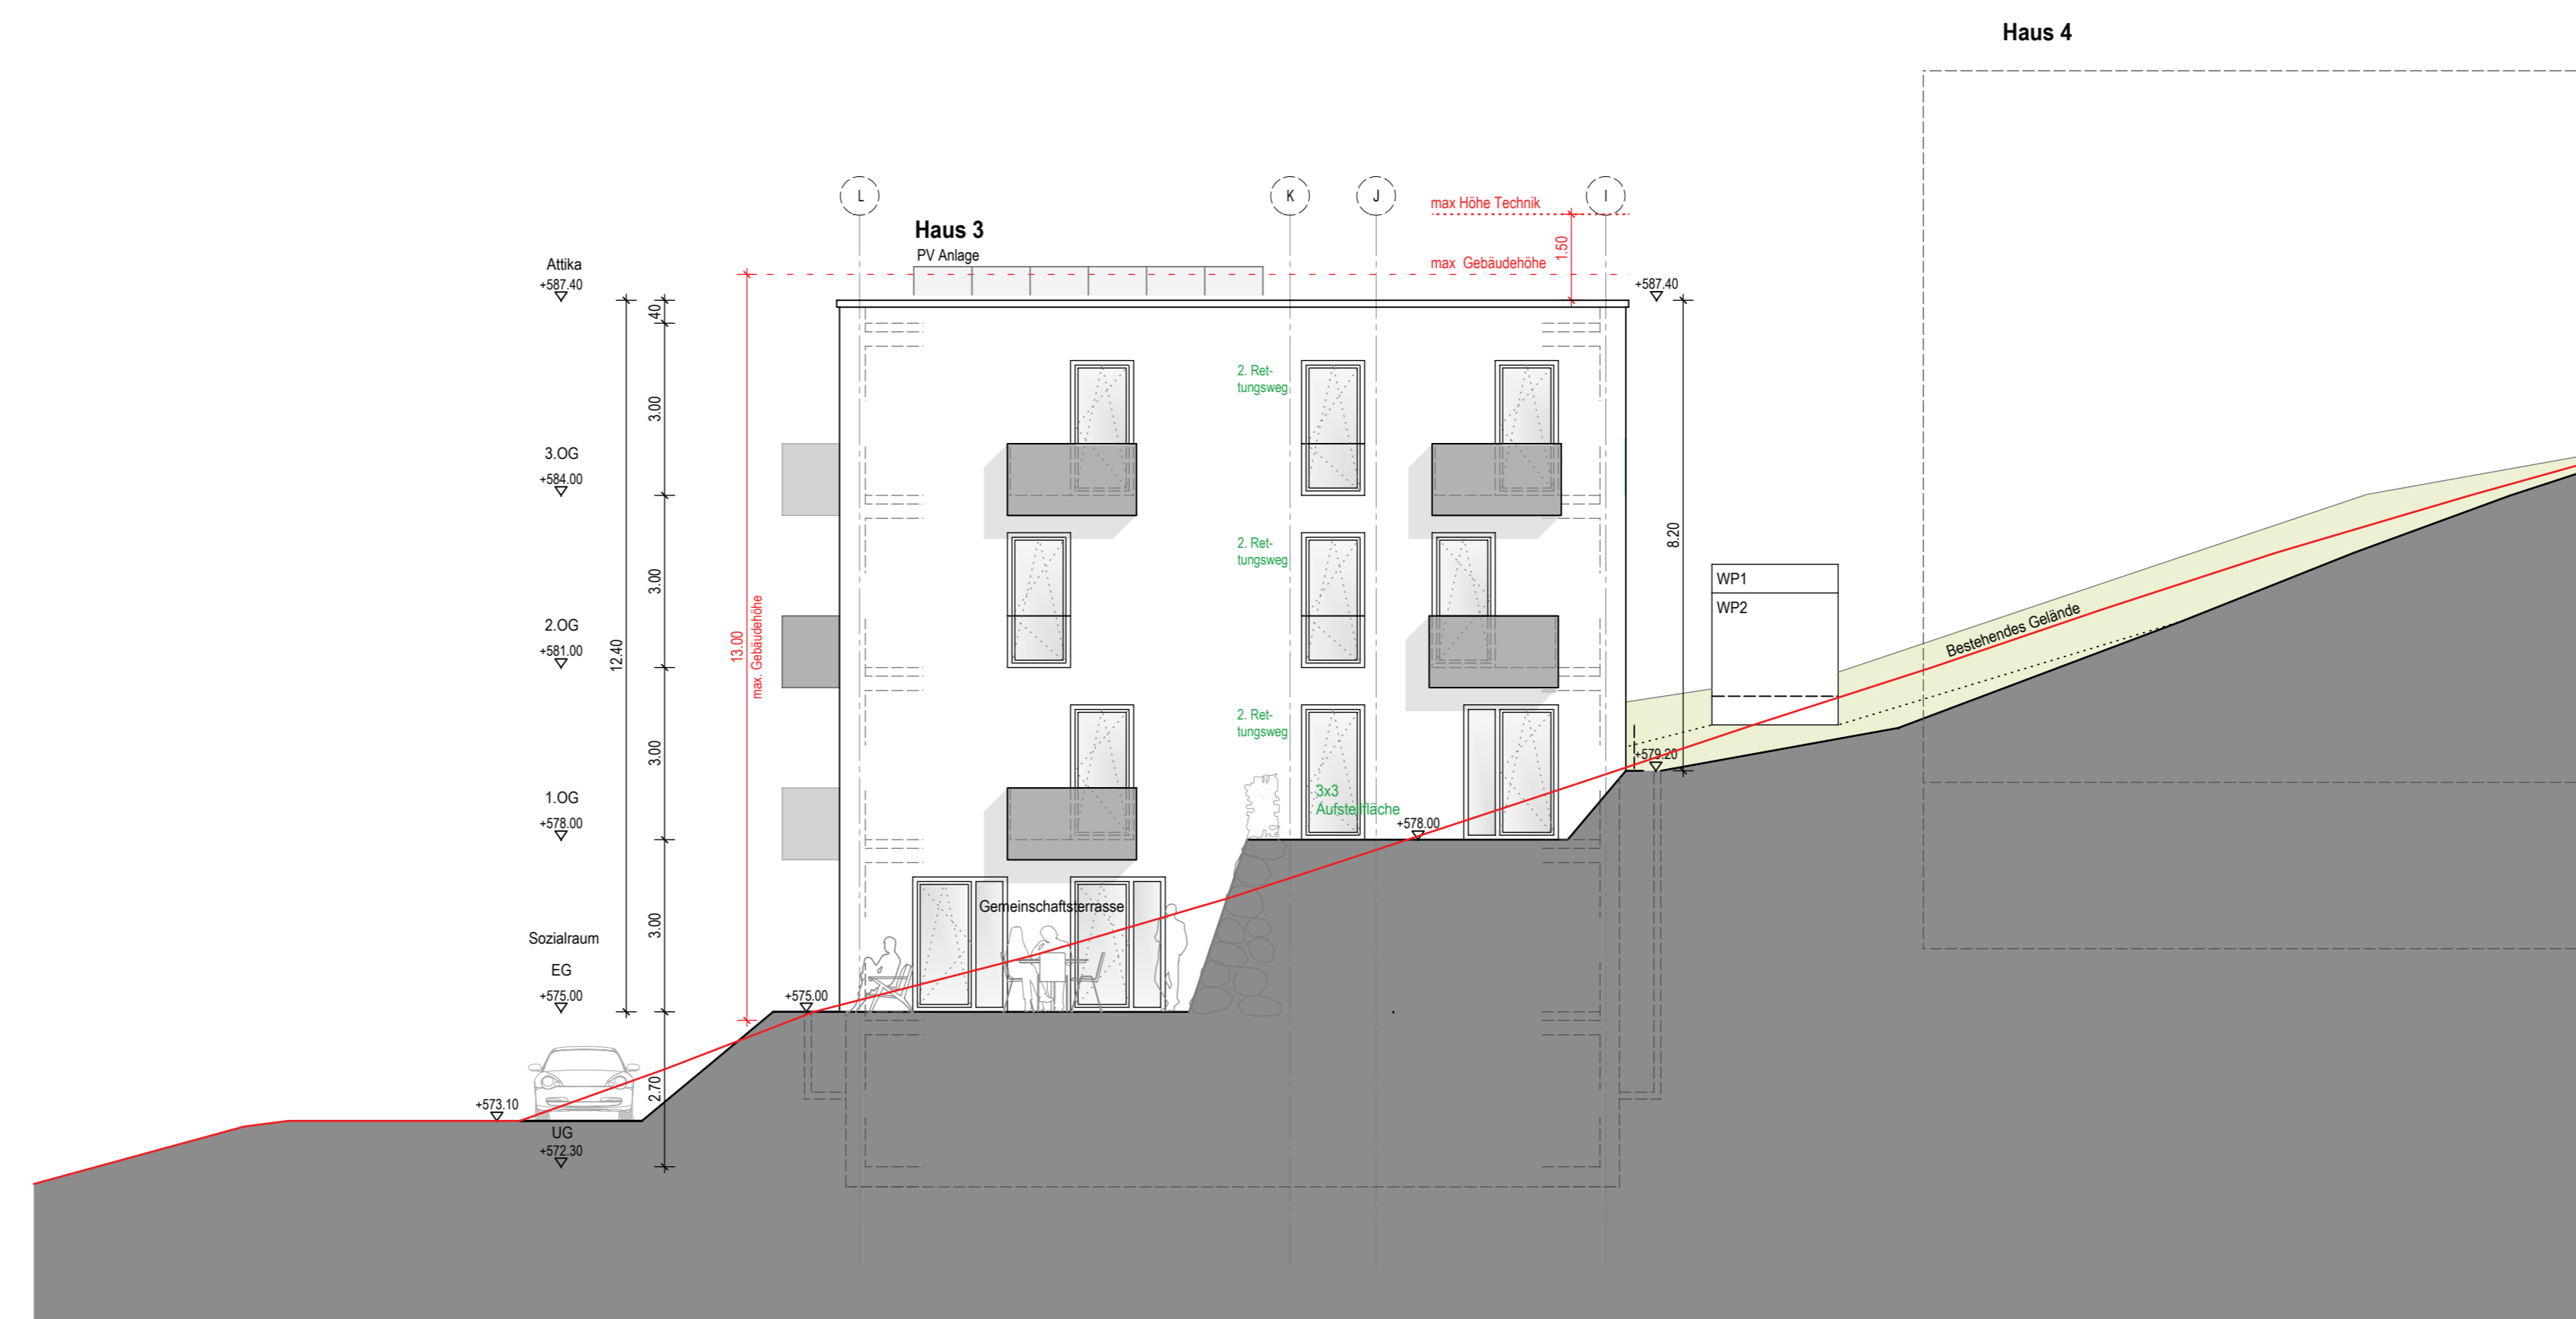 Haus 4
L
K
J
I
max Höhe Technik
1.50
Haus 3
PV Anlage
max Gebäudehöhe
Attika
+587.40
+587.40
40
3.00
2. Ret-
tungsweg
3.OG
+584.00
8.20
3.00
2. Ret-
tungsweg
WP1
WP2
2.OG
+581.00
12.40
13.00
max. Gebäudehöhe
Bestehendes Gelände
3.00
2. Ret-
tungsweg
+579.20
1.OG
+578.00
3x3
Aufstellfläche
+578.00
Gemeinschaftsterrasse
3.00
Sozialraum
EG
+575.00
+575.00
2.70
+573.10
UG
+572.30